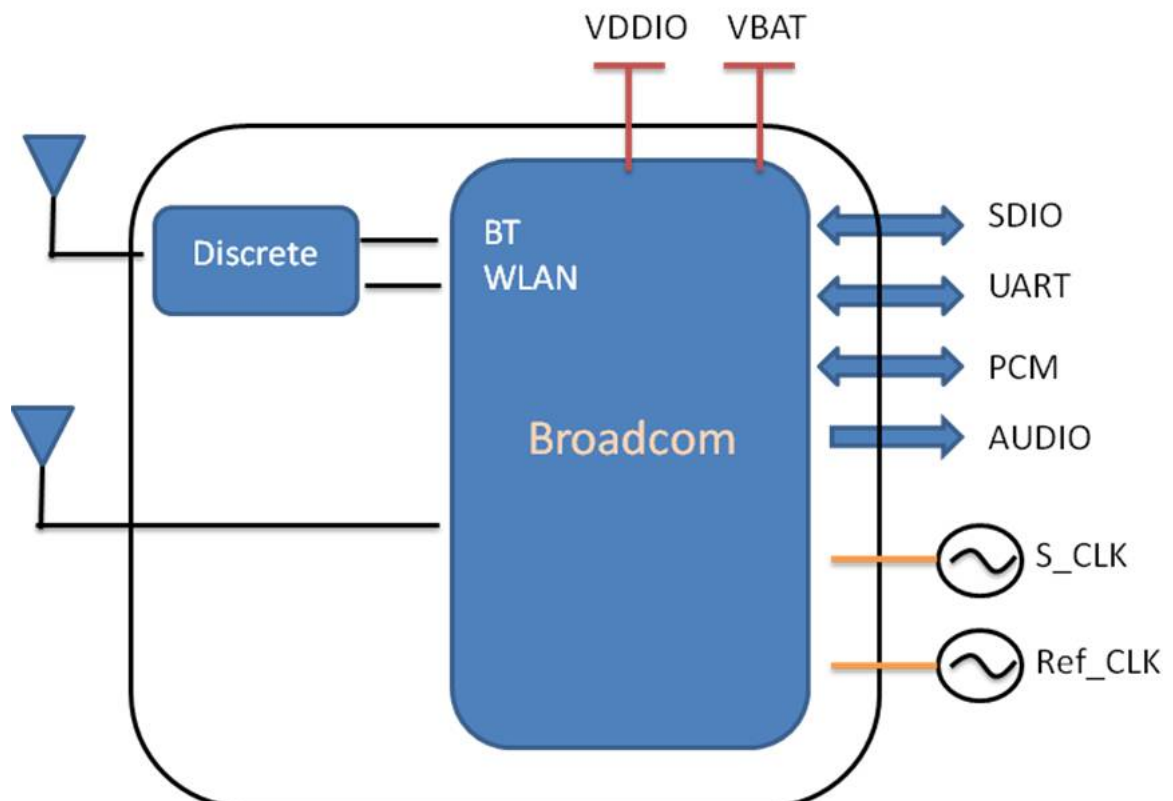 VDDIO
VBAT
BT
SDIO
Discrete
WLAN
UART
PCM
Broadcom
AUDIO
S_CLK
Ref_CLK